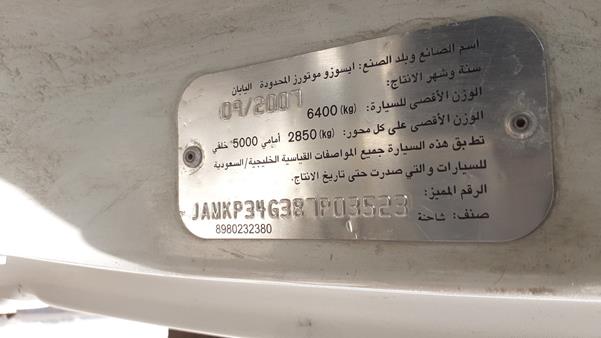 اسم الصانع وبلد الصنع: ايسوزو موتورز المحدودة اليابان
سنة وشهر الانتاج: 09/2007
الوزن الأقصى للسيارة: (kg) 6400
الوزن الأقصى على كل محور: (kg) 2850 أمامي 5000 خلفي
تطابق هذه السيارة جميع المواصفات القياسية الخليجية/السعودية
للسيارات والتي صدرت حتى تاريخ الانتاج.
الرقم المميز: JAMKP34G387P03523
صنف: شاحنة
8980232380